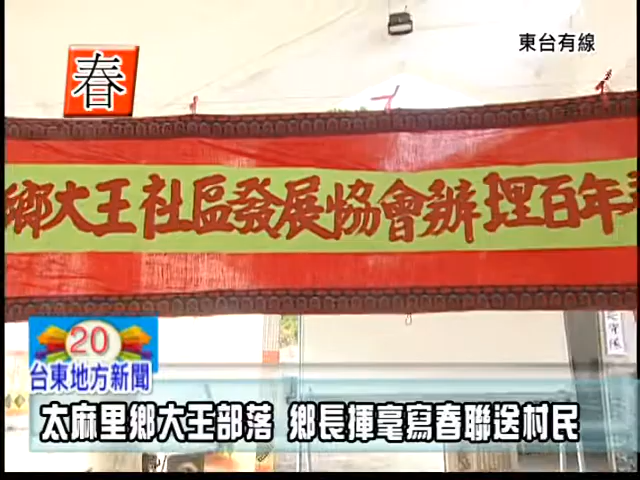 東台有線
春
鄉大王社區發展協會辦理百年
20
台東地方新聞
太麻里鄉大王部落 鄉長揮毫寫春聯送村民